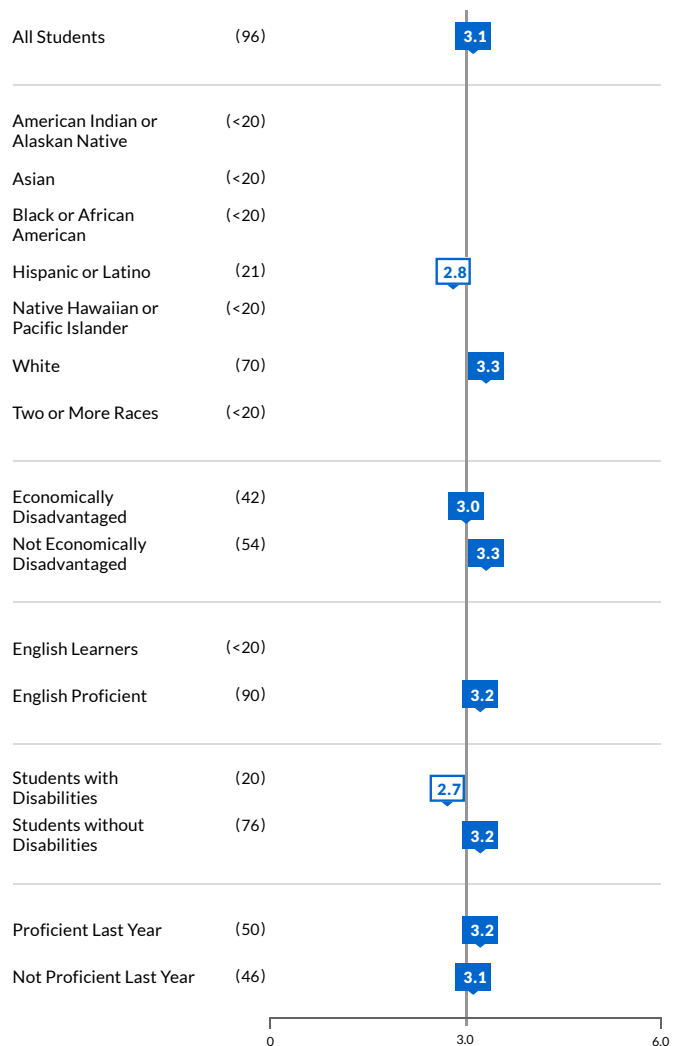 All Students (96) 3.1
American Indian or (<20)
Alaskan Native
Asian (<20)
Black or African (<20)
American
Hispanic or Latino (21) 2.8
Native Hawaiian or (<20)
Pacific Islander
White (70) 3.3
Two or More Races (<20)
Economically (42) 3.0
Disadvantaged
Not Economically (54) 3.3
Disadvantaged
English Learners (<20)
English Proficient (90) 3.2
Students with (20) 2.7
Disabilities
Students without (76) 3.2
Disabilities
Proficient Last Year (50) 3.2
Not Proficient Last Year (46) 3.1
0 3.0 6.0